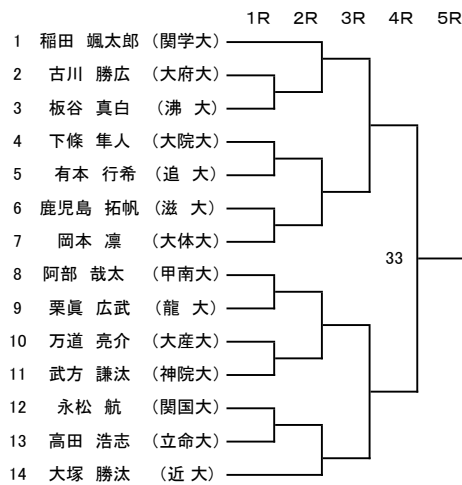 1R 2R 3R 4R 5R
1 稲田 颯太郎 (関学大)
2 古川 勝広 (大府大)
3 板谷 真白 (沸 大)
4 下條 隼人 (大院大)
5 有本 行希 (追 大)
6 鹿児島 拓帆 (滋 大)
7 岡本 凛 (大体大)
8 阿部 哉太 (甲南大)
33
9 栗眞 広武 (龍 大)
10 万道 亮介 (大産大)
11 武方 謙汰 (神院大)
12 永松 航 (関国大)
13 高田 浩志 (立命大)
14 大塚 勝汰 (近 大)